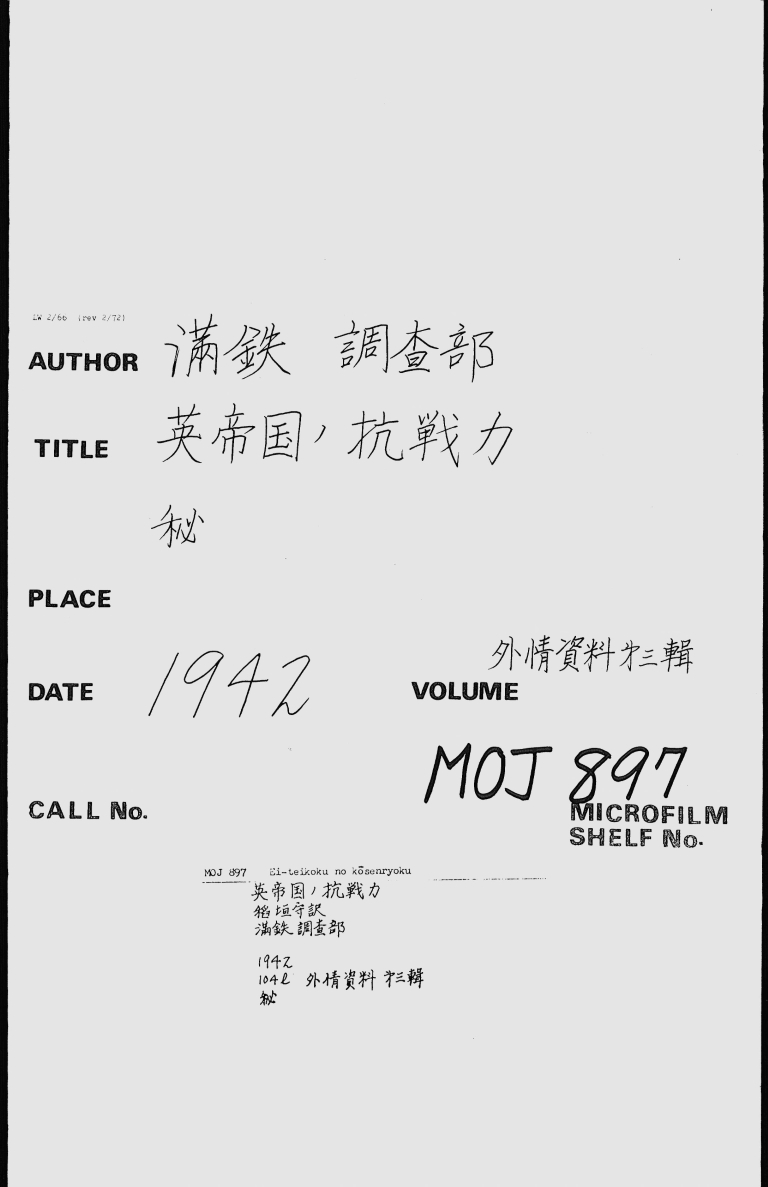 LW 2/66 (rev 2/72)
AUTHOR 満鉄 調査部
TITLE 英帝国ノ抗戦力
秘
PLACE
外情資料才三輯
DATE 1942 VOLUME
MOJ 897
CALL No. MICROFILM
SHELF No.
MOJ 897 Ei-teikoku no kōsenryoku
英帝国ノ抗戦力
稲垣守訳
満鉄調査部
1942
104ℓ 外情資料 才三輯
秘